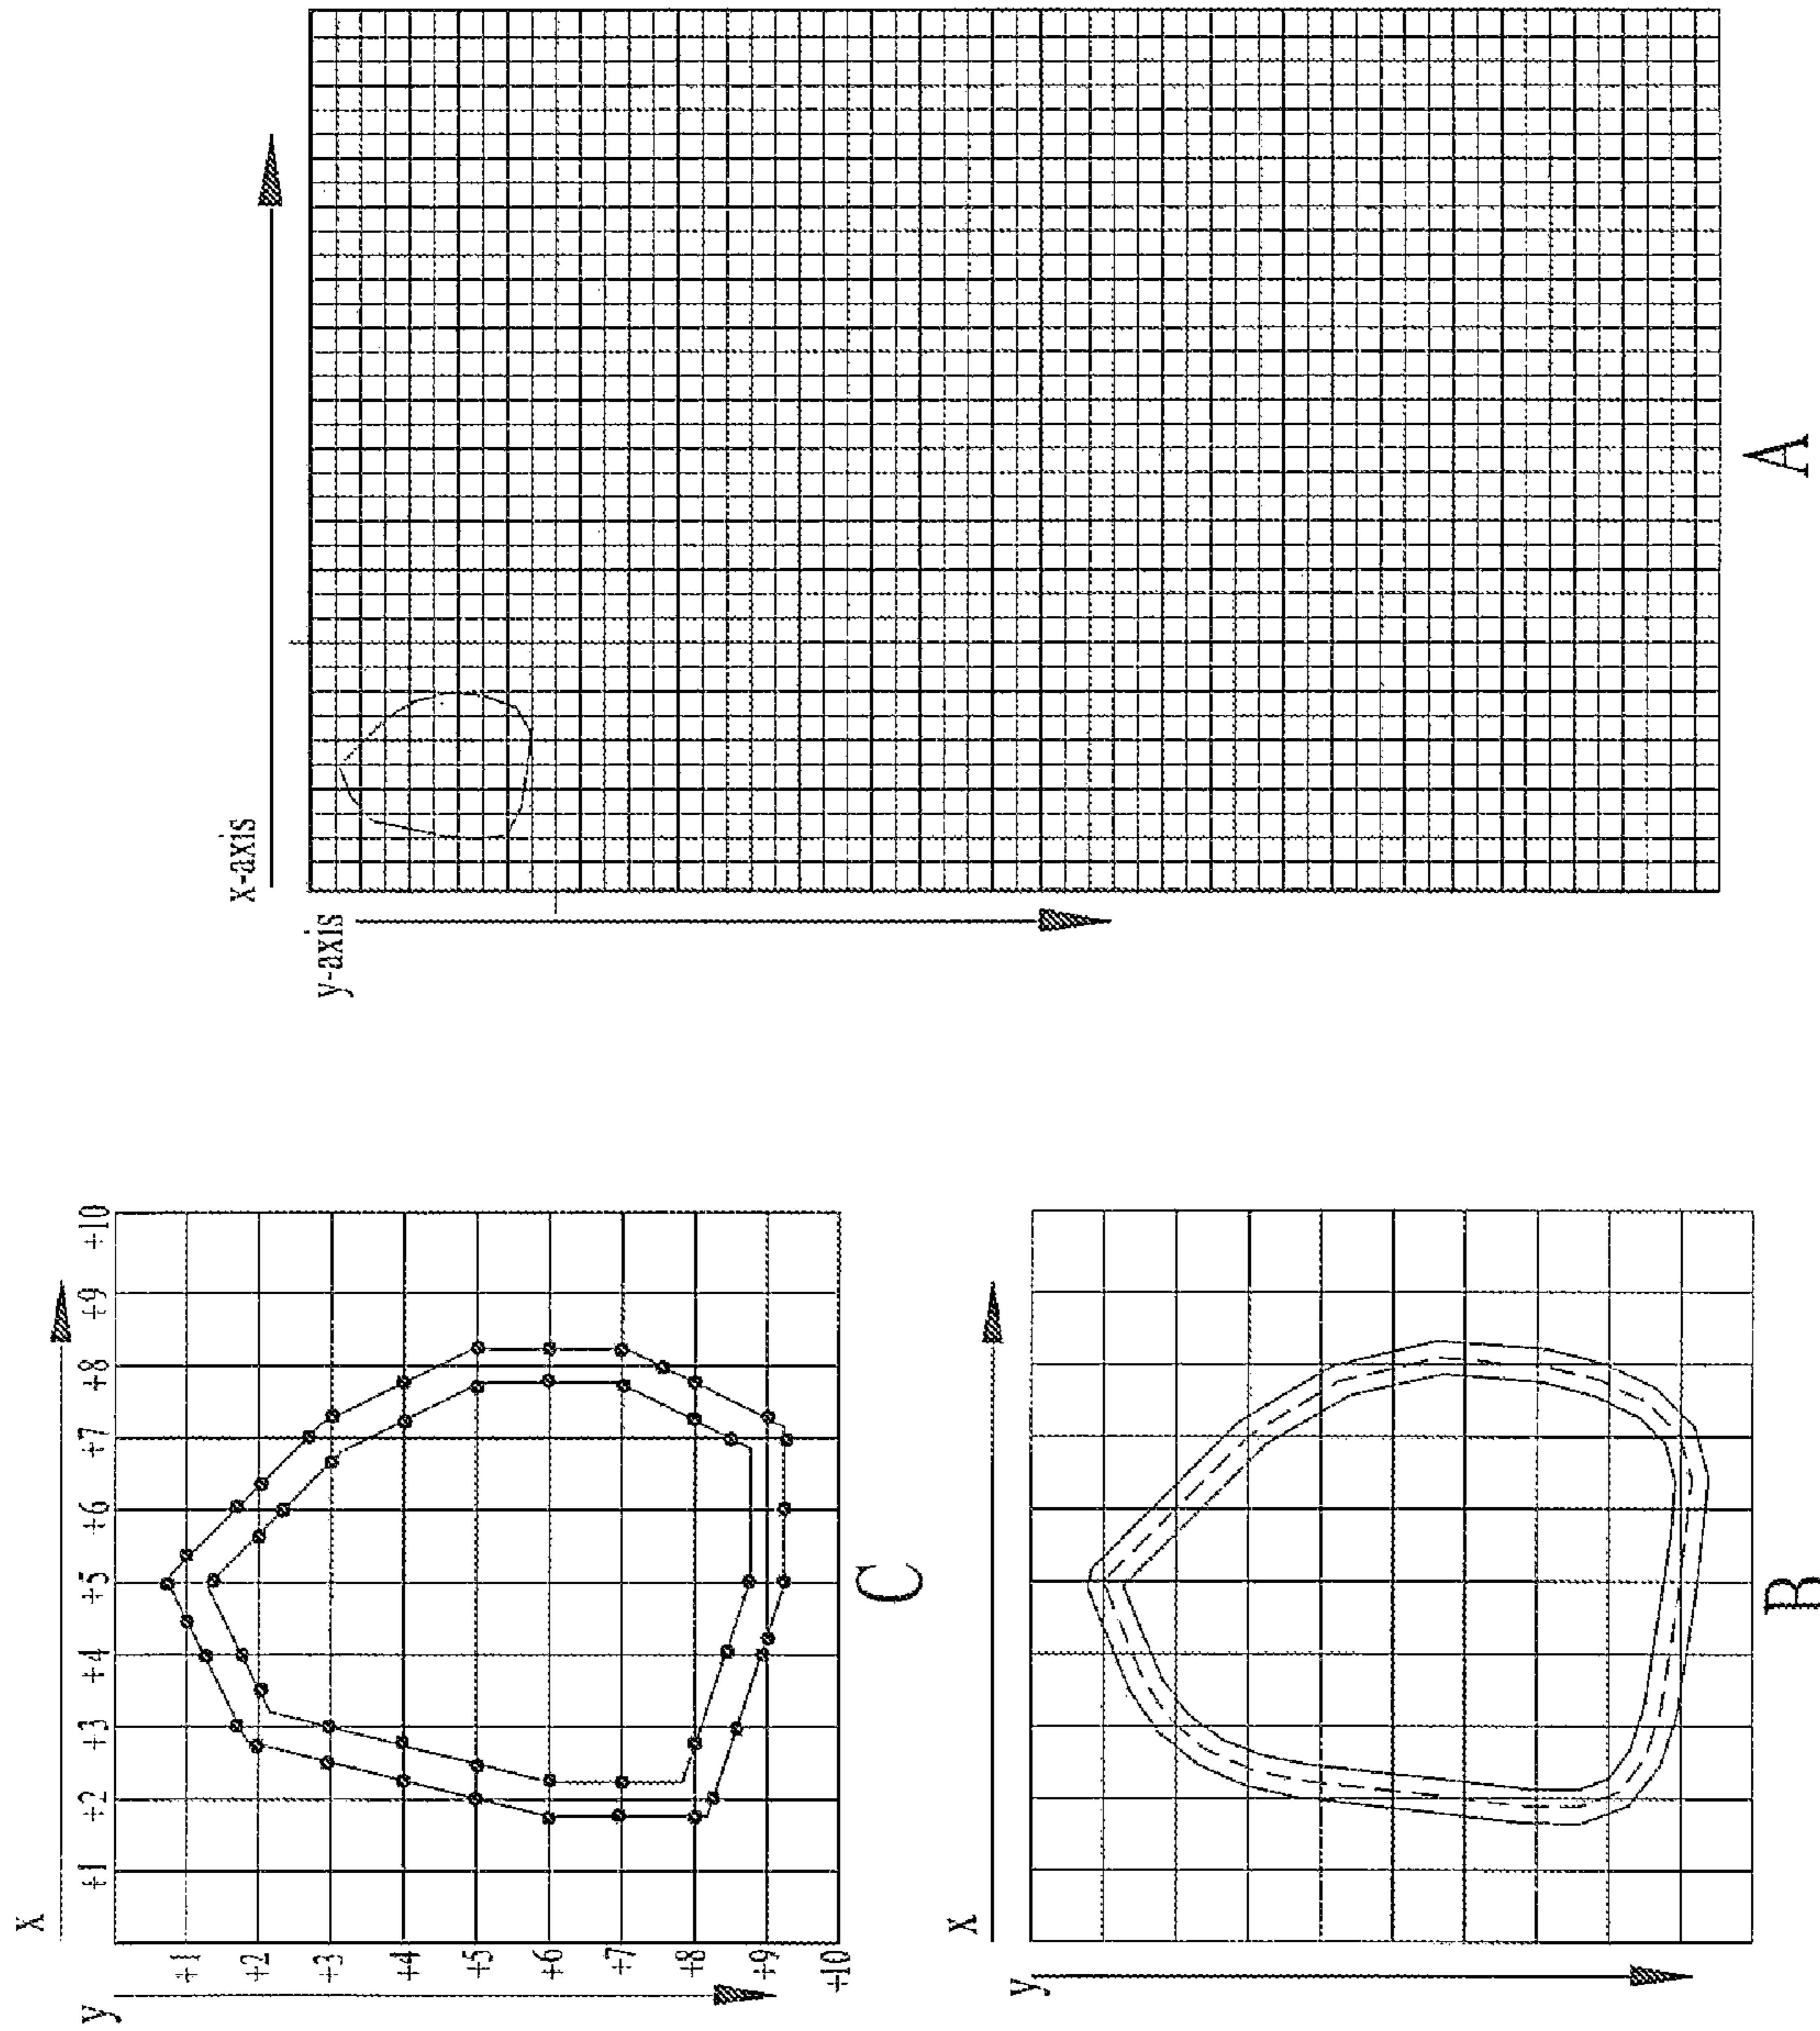 x-axis
y-axis
A
x
+1 +2 +3 +4 +5 +6 +7 +8 +9 +10
y
+1
+2
+3
+4
+5
+6
+7
+8
+9
+10
C
x
y
B